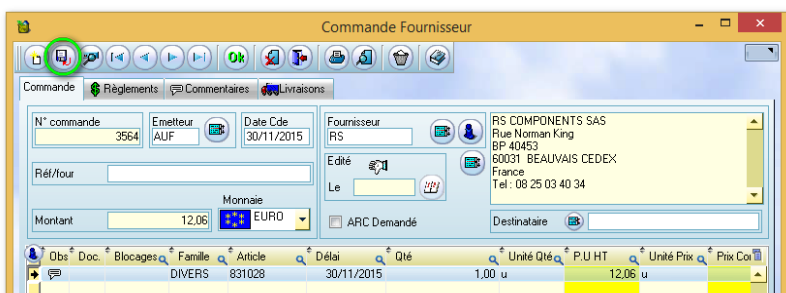 Commande Fournisseur
Ok
Commande Règlements Commentaires Livraisons
N° commande Emetteur Date Cde Fournisseur
3564 AUF 30/11/2015 RS
RS COMPONENTS SAS
Rue Norman King
BP 40453
60031 BEAUVAIS CEDEX
France
Tel : 08 25 03 40 34
Réf/four
Edité
Le
Monnaie
Montant 12,06 EURO
ARC Demandé
Destinataire
Obs Doc. Blocages Famille Article Délai Qté Unité Qté P.U HT Unité Prix Prix Cor
DIVERS 831028 30/11/2015 1,00 u 12,06 u